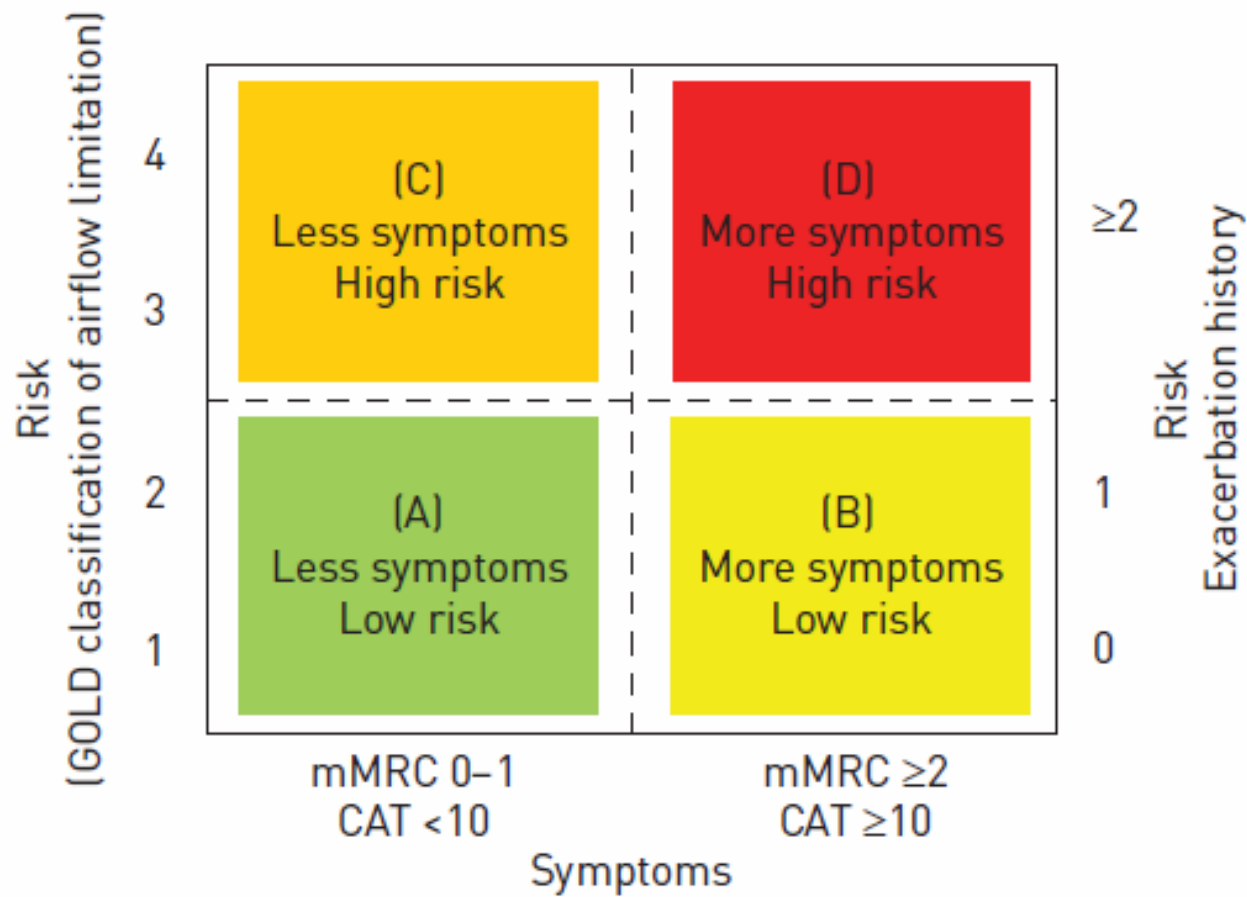 Risk
(GOLD classification of airflow limitation)
4
3
2
1
(C)
Less symptoms
High risk
(D)
More symptoms
High risk
(A)
Less symptoms
Low risk
(B)
More symptoms
Low risk
≥2
1
0
Risk
Exacerbation history
mMRC 0–1
CAT <10
mMRC ≥2
CAT ≥10
Symptoms